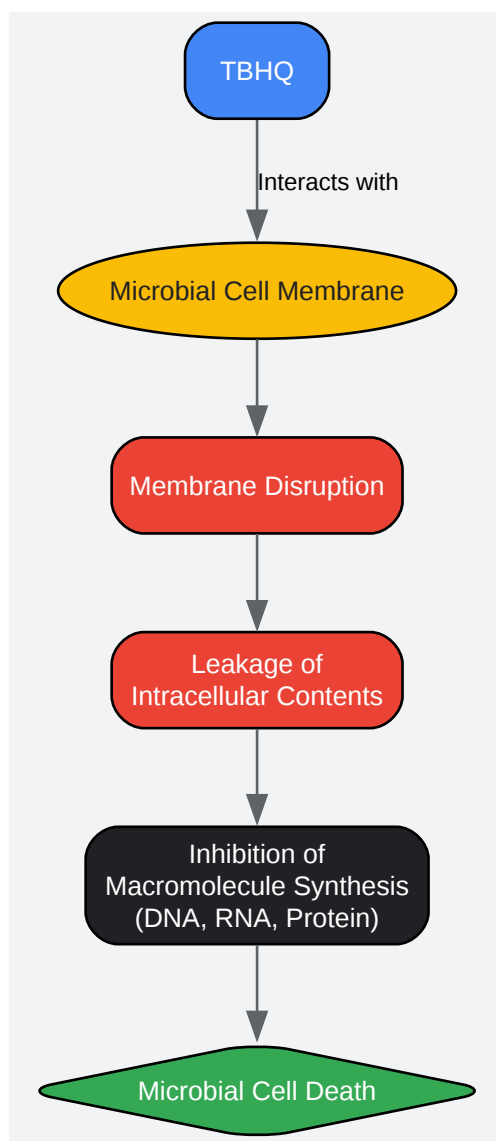 TBHQ
Interacts with
Microbial Cell Membrane
Membrane Disruption
Leakage of
Intracellular Contents
Inhibition of
Macromolecule Synthesis
(DNA, RNA, Protein)
Microbial Cell Death